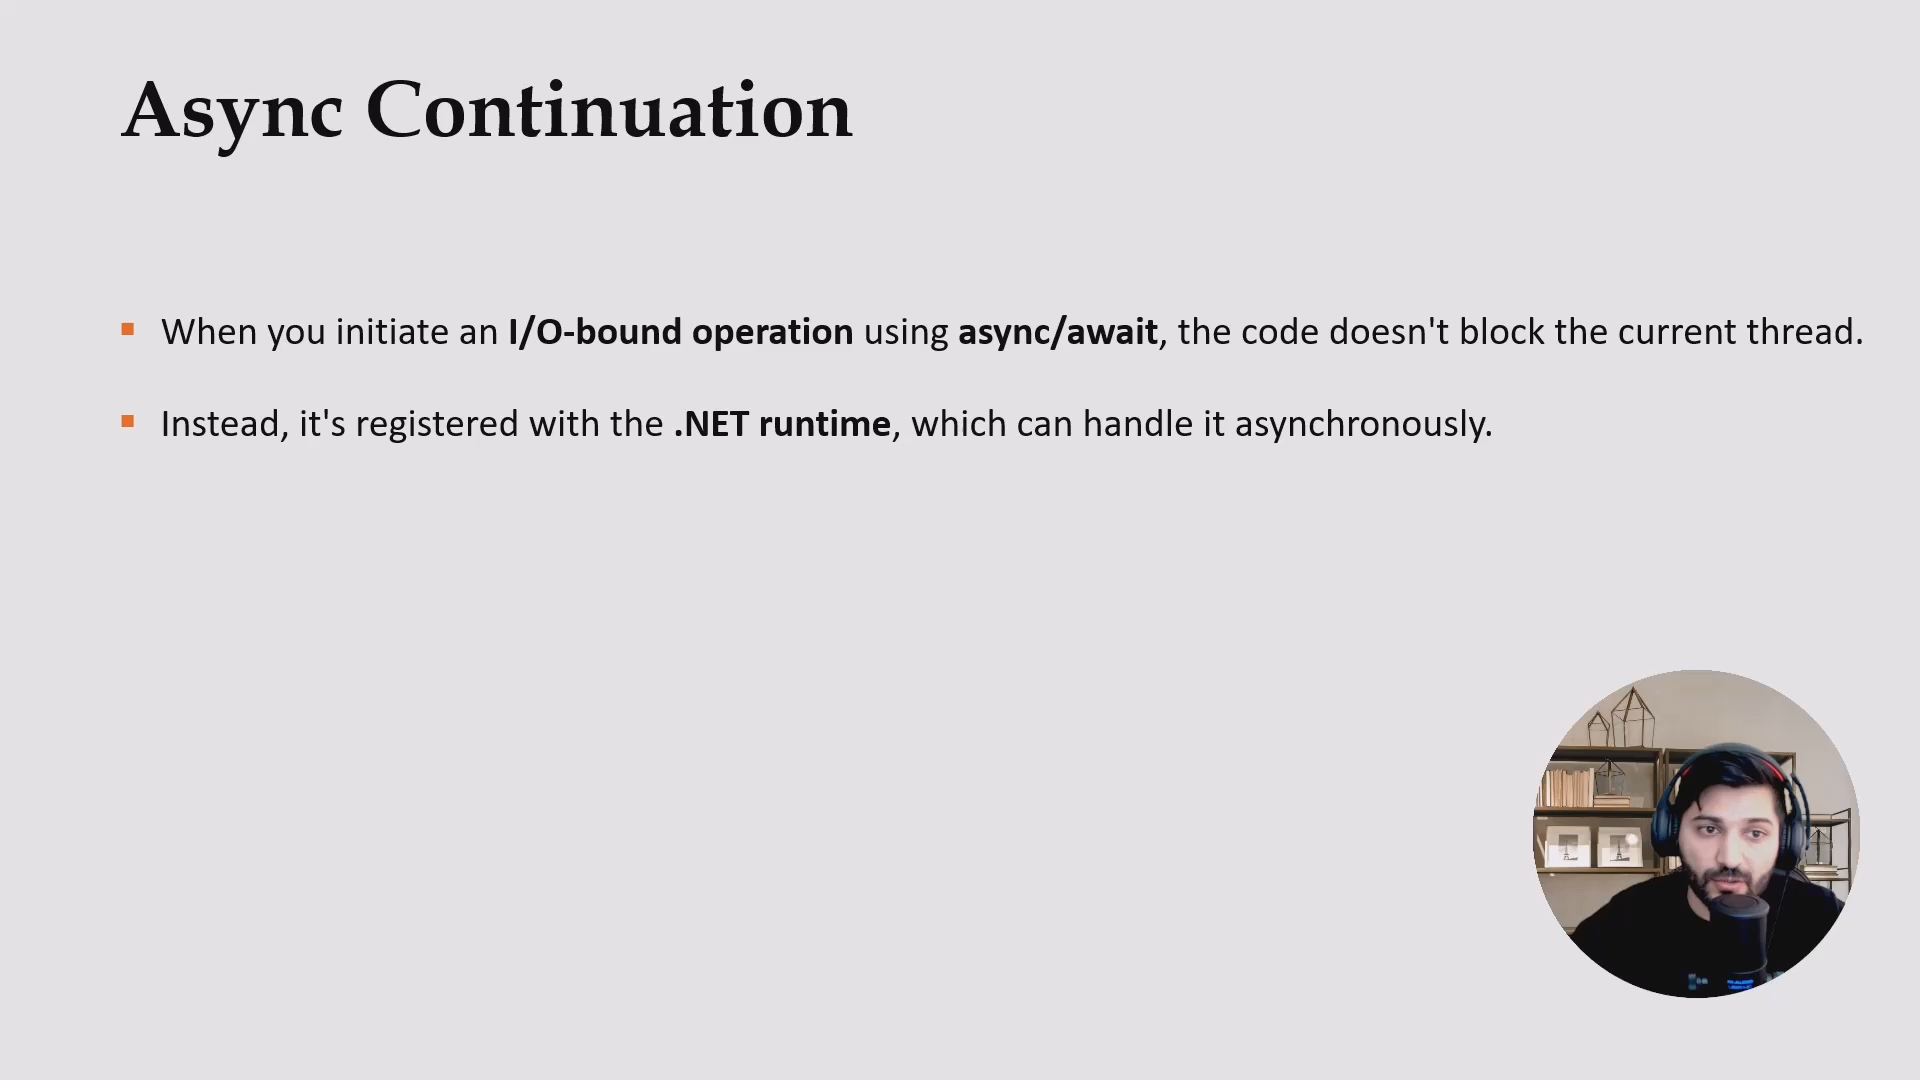 Async Continuation
When you initiate an I/O-bound operation using async/await, the code doesn't block the current thread.
Instead, it's registered with the .NET runtime, which can handle it asynchronously.